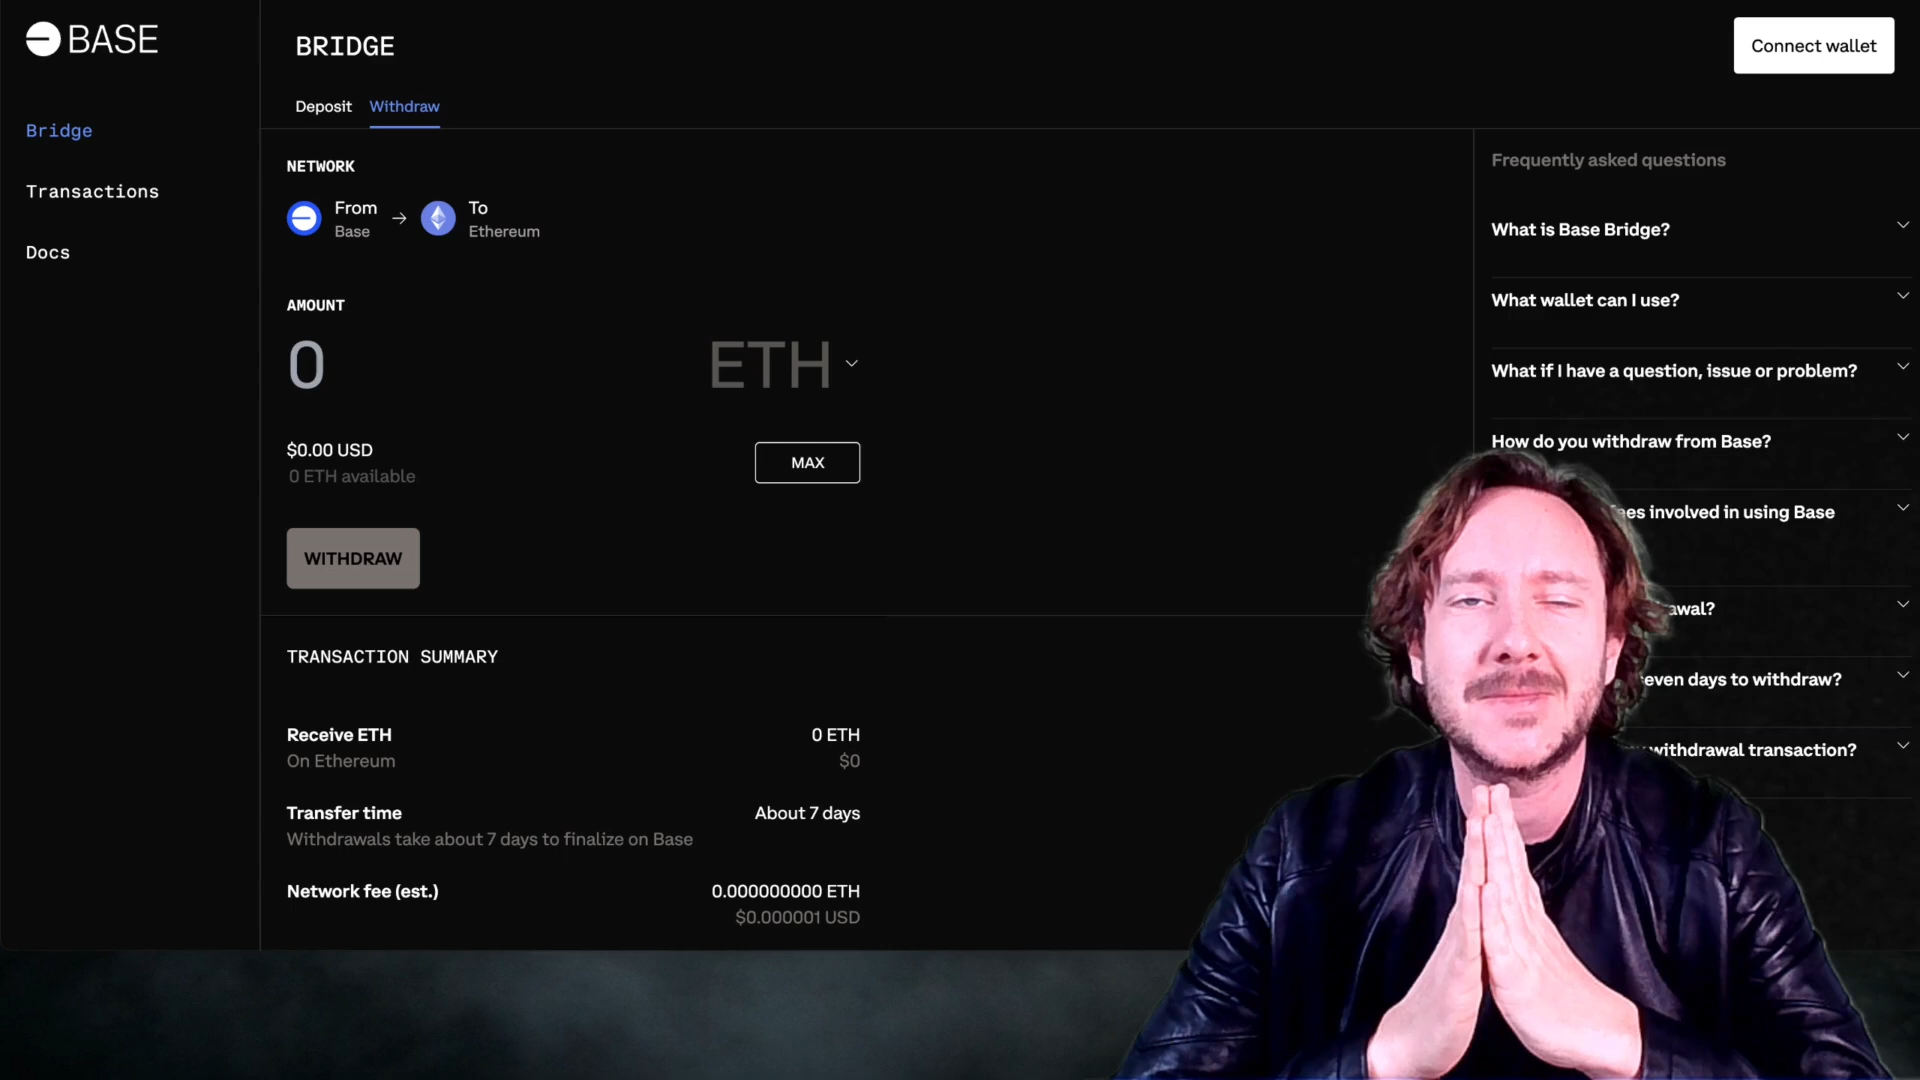 BASE
Bridge
Transactions
Docs
BRIDGE
Connect wallet
Deposit Withdraw
NETWORK
From
Base
To
Ethereum
AMOUNT
0 ETH
$0.00 USD
0 ETH available
MAX
WITHDRAW
TRANSACTION SUMMARY
Receive ETH 0 ETH
On Ethereum $0
Transfer time About 7 days
Withdrawals take about 7 days to finalize on Base
Network fee (est.) 0.000000000 ETH
$0.000001 USD
Frequently asked questions
What is Base Bridge?
What wallet can I use?
What if I have a question, issue or problem?
How do you withdraw from Base?
involved in using Base
days to withdraw?
withdrawal transaction?